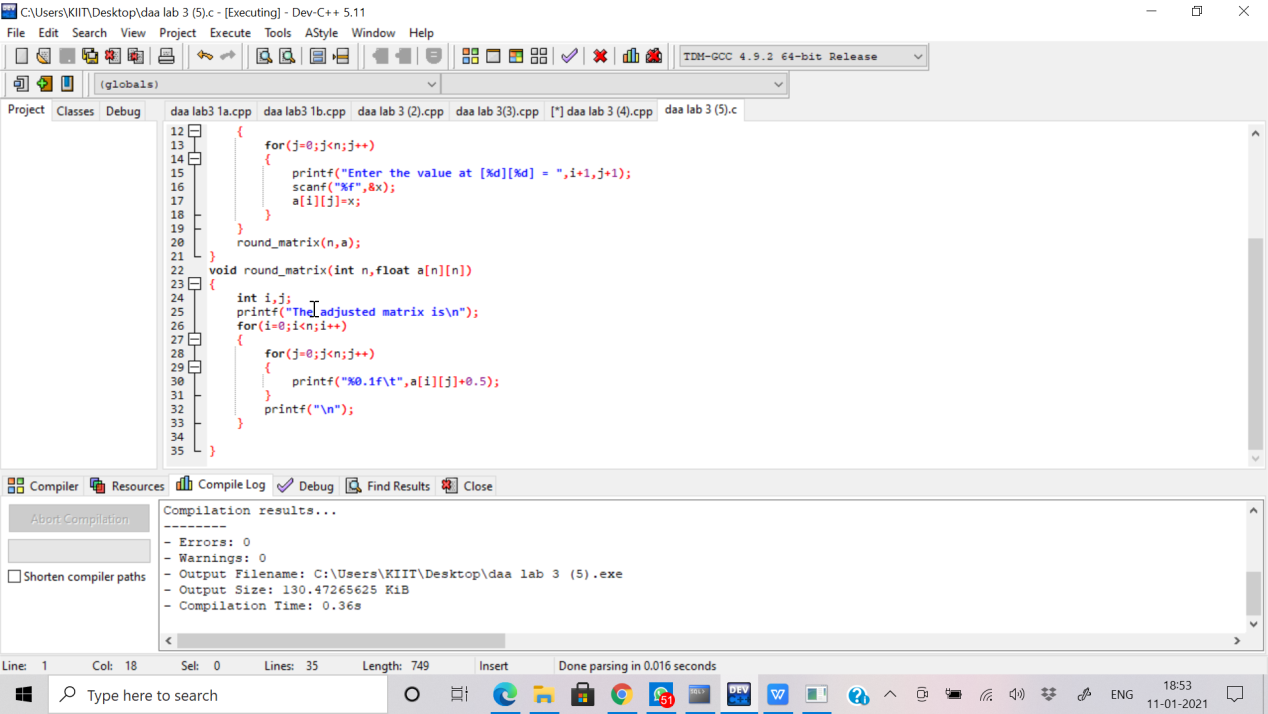 C:\Users\KIIT\Desktop\daa lab 3 (5).c - [Executing] - Dev-C++ 5.11
File Edit Search View Project Execute Tools AStyle Window Help
TDM-GCC 4.9.2 64-bit Release
(globals)
Project Classes Debug daa lab3 1a.cpp daa lab3 1b.cpp daa lab 3 (2).cpp daa lab 3(3).cpp [*] daa lab 3 (4).cpp daa lab 3 (5).c
12 {
13 for(j=0;j<n;j++)
14 {
15 printf("Enter the value at [%d][%d] = ",i+1,j+1);
16 scanf("%f",&x);
17 a[i][j]=x;
18 }
19 }
20 round_matrix(n,a);
21 }
22 void round_matrix(int n,float a[n][n])
23 {
24 int i,j;
25 printf("The adjusted matrix is\n");
26 for(i=0;i<n;i++)
27 {
28 for(j=0;j<n;j++)
29 {
30 printf("%0.1f\t",a[i][j]+0.5);
31 }
32 printf("\n");
33 }
34
35 }
Compiler Resources Compile Log Debug Find Results Close
Abort Compilation
Shorten compiler paths
Compilation results...
--------
- Errors: 0
- Warnings: 0
- Output Filename: C:\Users\KIIT\Desktop\daa lab 3 (5).exe
- Output Size: 130.47265625 KiB
- Compilation Time: 0.36s
Line: 1 Col: 18 Sel: 0 Lines: 35 Length: 749 Insert Done parsing in 0.016 seconds
Type here to search
51
DEV
W
ENG
18:53
11-01-2021